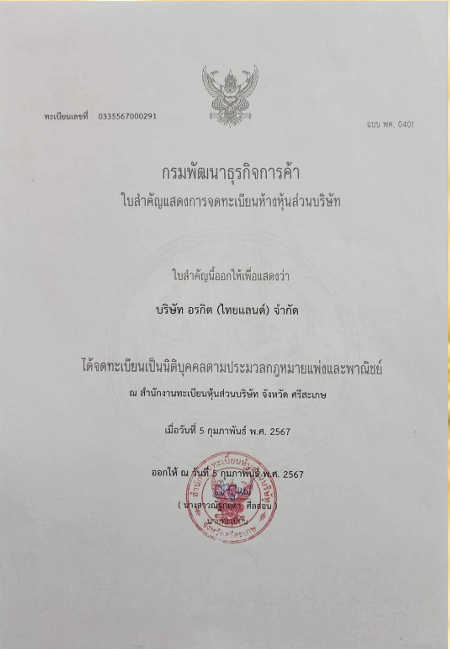 ทะเบียนเลขที่ 0335567000291
แบบ พค. 0401
กรมพัฒนาธุรกิจการค้า
ใบสำคัญแสดงการจดทะเบียนห้างหุ้นส่วนบริษัท
ใบสำคัญนี้ออกให้เพื่อแสดงว่า
บริษัท อรกิต (ไทยแลนด์) จำกัด
ได้จดทะเบียนเป็นนิติบุคคลตามประมวลกฎหมายแพ่งและพาณิชย์
ณ สำนักงานทะเบียนหุ้นส่วนบริษัท จังหวัด ศรีสะเกษ
เมื่อวันที่ 5 กุมภาพันธ์ พ.ศ. 2567
ออกให้ ณ วันที่ 5 กุมภาพันธ์ พ.ศ. 2567
ศีลสอน )
นายทะเบียน
จังหวัดศรีสะเกษ